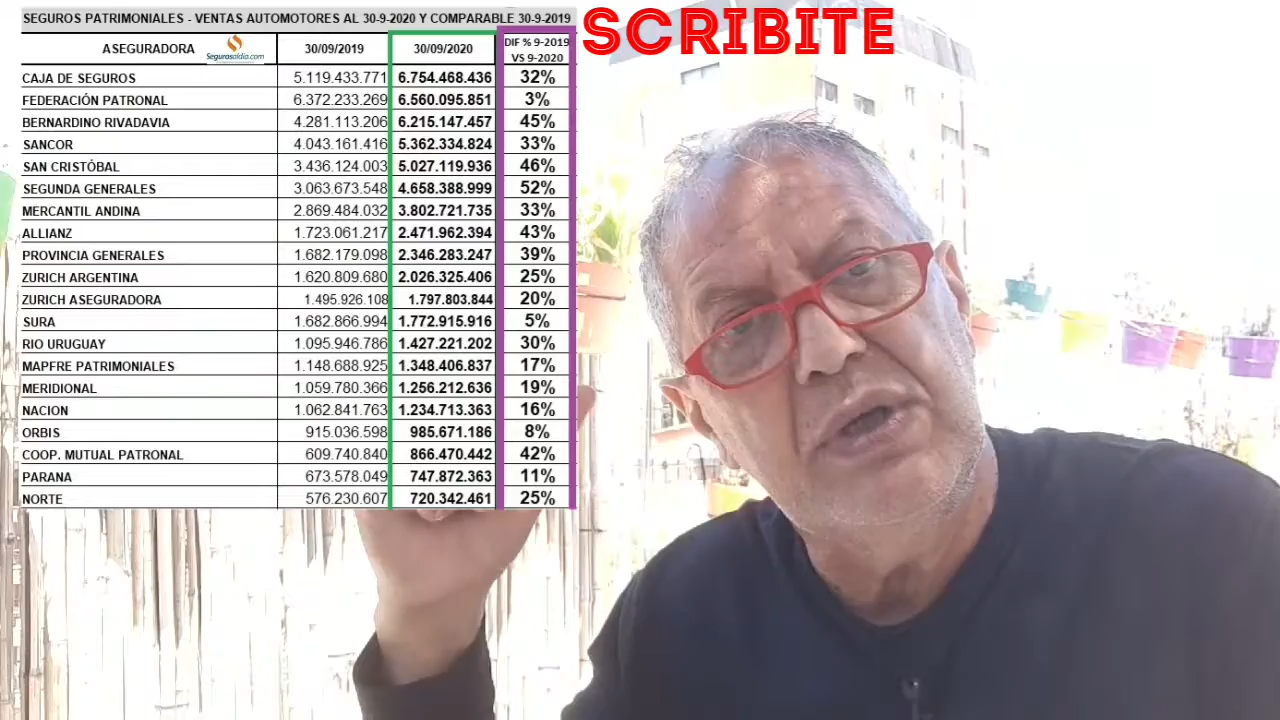 SEGUROS PATRIMONIALES - VENTAS AUTOMOTORES AL 30-9-2020 Y COMPARABLE 30-9-2019
SCRIBITE
ASEGURADORA Segurosaldia.com 30/09/2019 30/09/2020 DIF % 9-2019 VS 9-2020
CAJA DE SEGUROS 5.119.433.771 6.754.468.436 32%
FEDERACIÓN PATRONAL 6.372.233.269 6.560.095.851 3%
BERNARDINO RIVADAVIA 4.281.113.206 6.215.147.457 45%
SANCOR 4.043.161.416 5.362.334.824 33%
SAN CRISTÓBAL 3.436.124.003 5.027.119.936 46%
SEGUNDA GENERALES 3.063.673.548 4.658.388.999 52%
MERCANTIL ANDINA 2.869.484.032 3.802.721.735 33%
ALLIANZ 1.723.061.217 2.471.962.394 43%
PROVINCIA GENERALES 1.682.179.098 2.346.283.247 39%
ZURICH ARGENTINA 1.620.809.680 2.026.325.406 25%
ZURICH ASEGURADORA 1.495.926.108 1.797.803.844 20%
SURA 1.682.866.994 1.772.915.916 5%
RIO URUGUAY 1.095.946.786 1.427.221.202 30%
MAPFRE PATRIMONIALES 1.148.688.925 1.348.406.837 17%
MERIDIONAL 1.059.780.366 1.256.212.636 19%
NACION 1.062.841.763 1.234.713.363 16%
ORBIS 915.036.598 985.671.186 8%
COOP. MUTUAL PATRONAL 609.740.840 866.470.442 42%
PARANA 673.578.049 747.872.363 11%
NORTE 576.230.607 720.342.461 25%